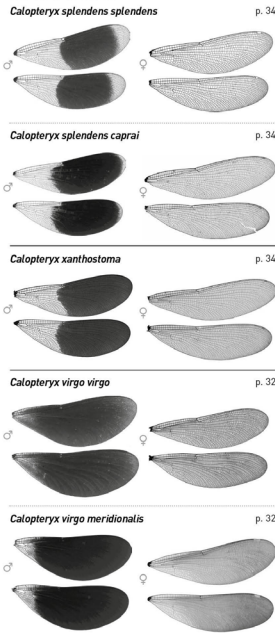 Calopteryx splendens splendens p. 34
♂ ♀
Calopteryx splendens caprai p. 34
♂ ♀
Calopteryx xanthostoma p. 34
♂ ♀
Calopteryx virgo virgo p. 32
♂ ♀
Calopteryx virgo meridionalis p. 32
♂ ♀